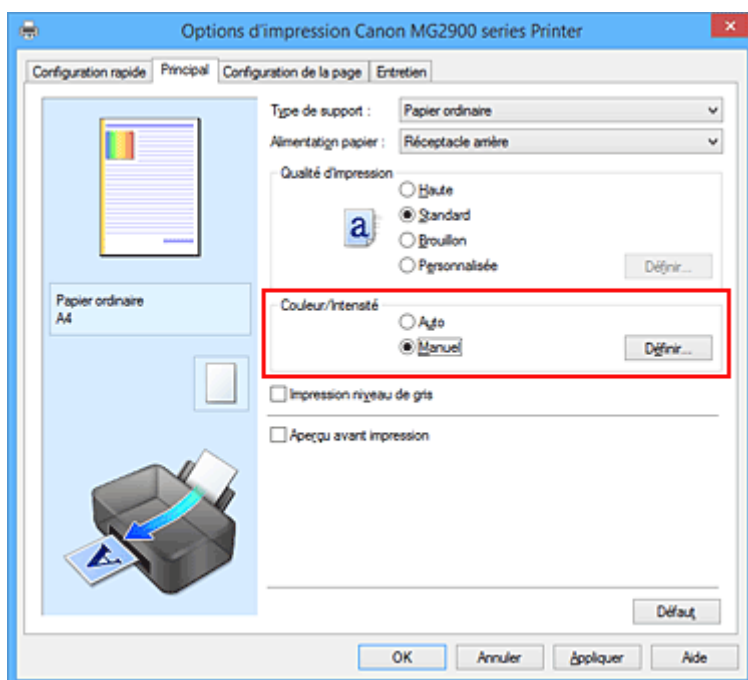 Options d'impression Canon MG2900 series Printer
Configuration rapide Principal Configuration de la page Entretien
Type de support : Papier ordinaire
Alimentation papier : Réceptacle arrière
Qualité d'impression
Haute
a Standard
Brouillon
Personnalisée Définir...
Papier ordinaire
A4
Couleur/Intensité
Auto
Manuel Définir...
Impression niveau de gris
Aperçu avant impression
A
Défaut
OK Annuler Appliquer Aide